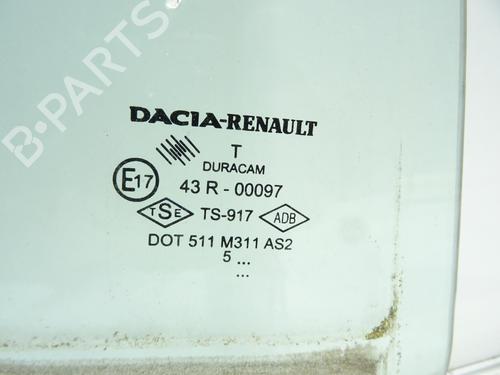 B-PARTS
DACIA-RENAULT
T
DURACAM
E17 43 R - 00097
TSE TS-917 ADB
DOT 511 M311 AS2
5 ...
...